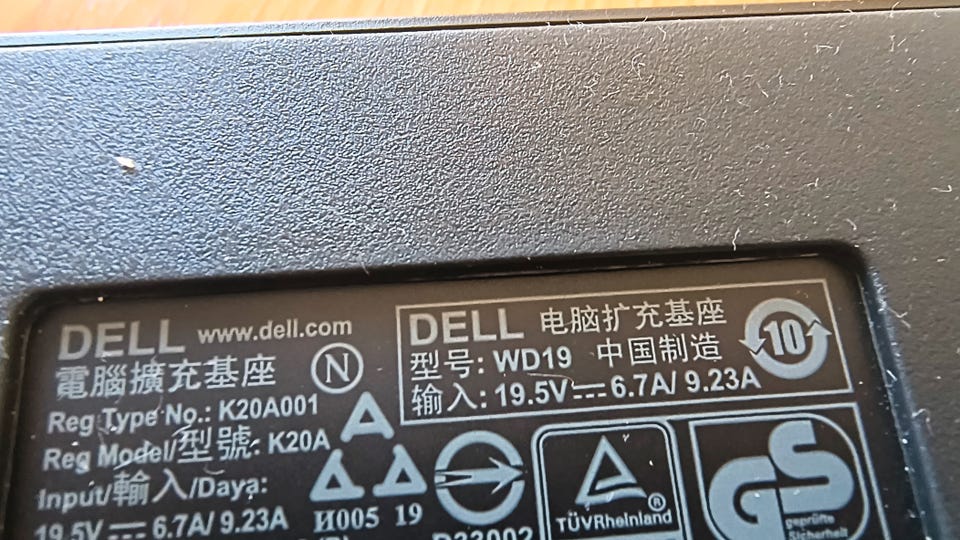 DELL www.dell.com
電腦擴充基座
N
Reg Type No.: K20A001
Reg Model/型號: K20A
Input/輸入/Daya:
19.5V⎓6.7A/ 9.23A
И005 19
DELL 电脑扩充基座
型号: WD19 中国制造
输入: 19.5V⎓6.7A/ 9.23A
10
TÜVRheinland®
GS
geprüfte
Sicherheit